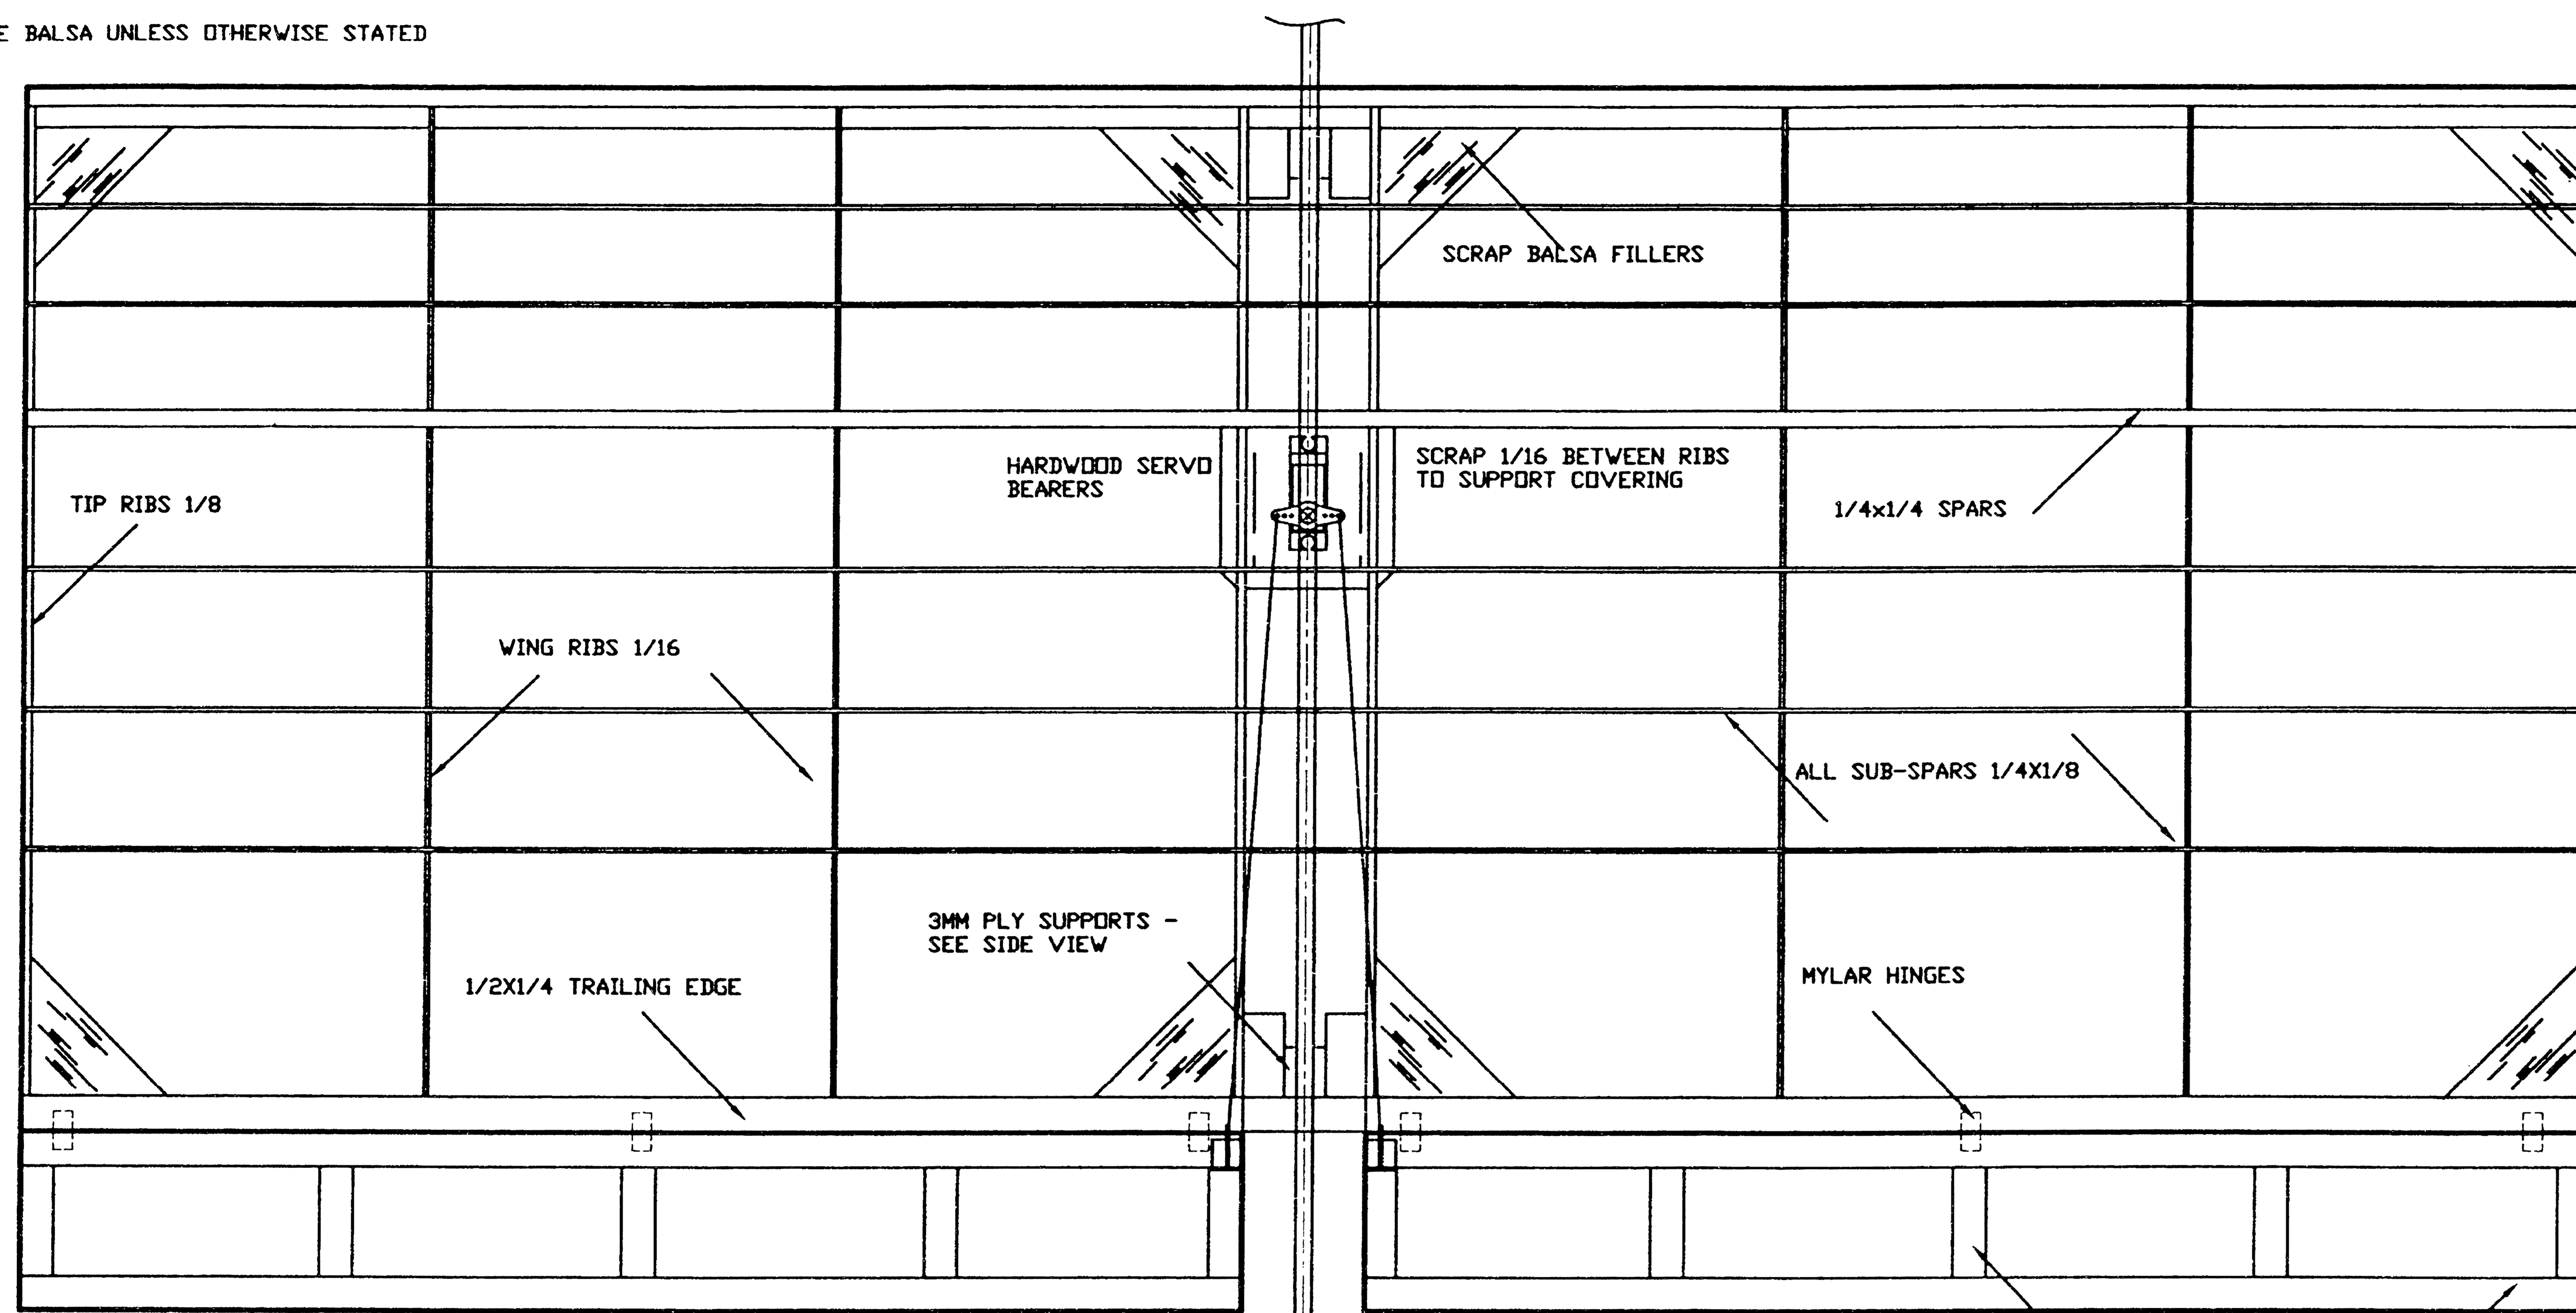 E BALSA UNLESS OTHERWISE STATED
SCRAP BALSA FILLERS
HARDWOOD SERVO
BEARERS
SCRAP 1/16 BETWEEN RIBS
TO SUPPORT COVERING
TIP RIBS 1/8
1/4x1/4 SPARS
WING RIBS 1/16
ALL SUB-SPARS 1/4X1/8
3MM PLY SUPPORTS -
SEE SIDE VIEW
1/2X1/4 TRAILING EDGE
MYLAR HINGES